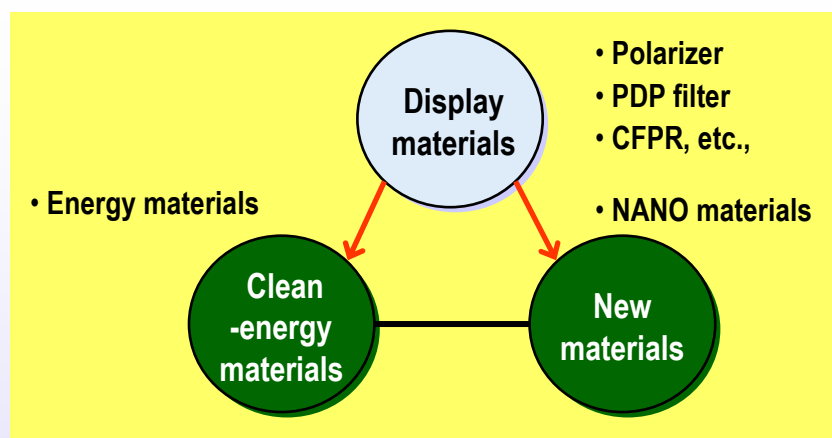 • Polarizer
• PDP filter
• CFPR, etc.,
Display
materials
• Energy materials
• NANO materials
Clean
-energy
materials
New
materials